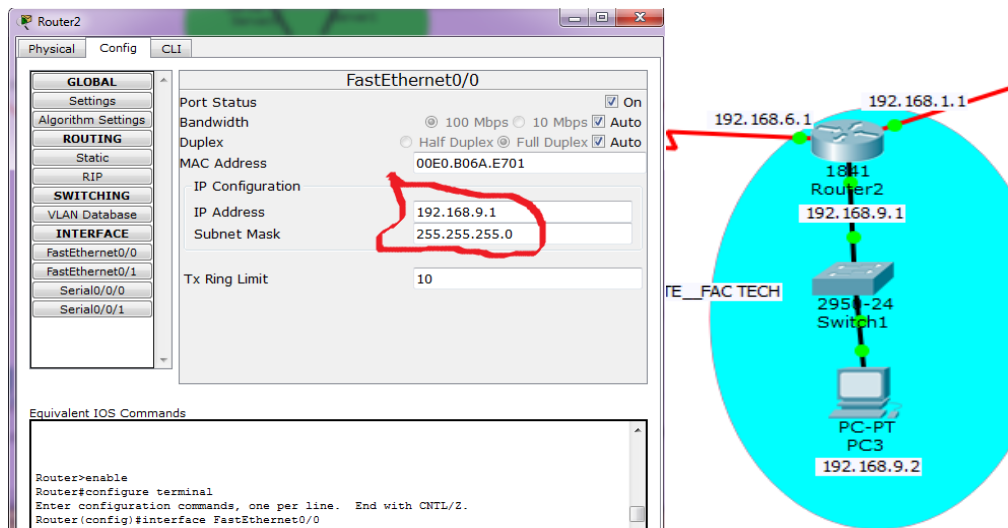 Router2
Physical Config CLI
GLOBAL
Settings
Algorithm Settings
ROUTING
Static
RIP
SWITCHING
VLAN Database
INTERFACE
FastEthernet0/0
FastEthernet0/1
Serial0/0/0
Serial0/0/1
FastEthernet0/0
Port Status On
Bandwidth 100 Mbps 10 Mbps Auto
Duplex Half Duplex Full Duplex Auto
MAC Address 00E0.B06A.E701
IP Configuration
IP Address 192.168.9.1
Subnet Mask 255.255.255.0
Tx Ring Limit 10
Equivalent IOS Commands
Router>enable
Router#configure terminal
Enter configuration commands, one per line. End with CNTL/Z.
Router(config)#interface FastEthernet0/0
192.168.1.1
192.168.6.1
1841
Router2
192.168.9.1
TE__FAC TECH
2950-24
Switch1
PC-PT
PC3
192.168.9.2